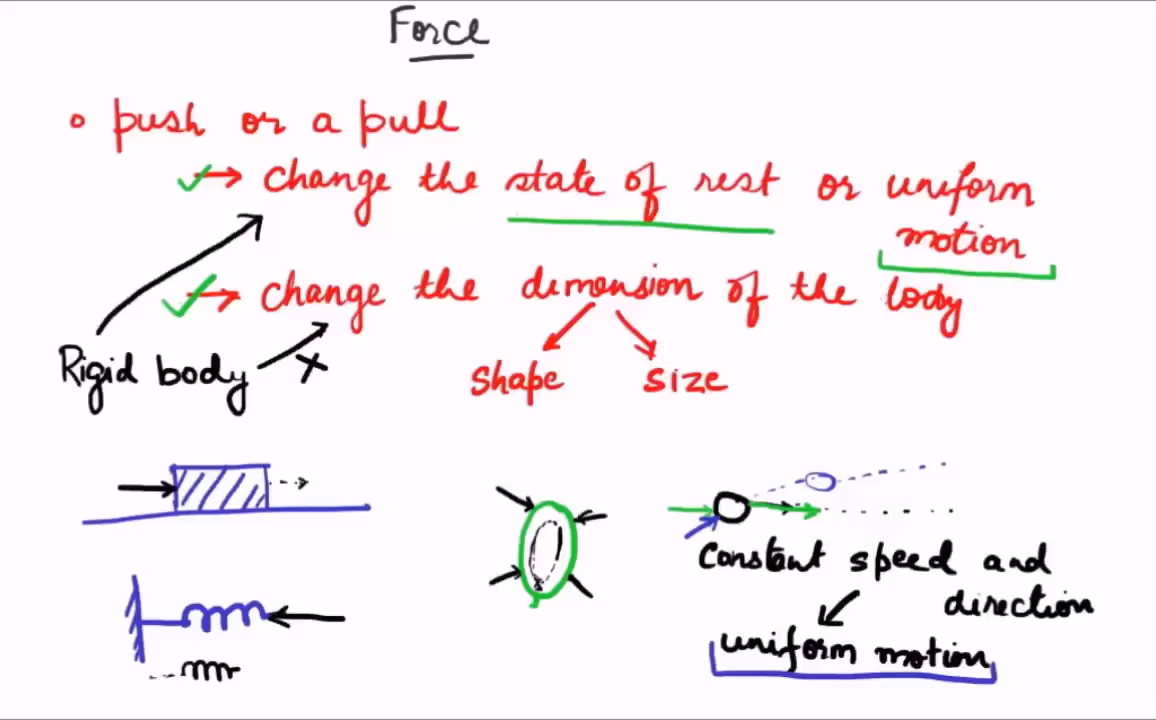 Force
push or a pull
change the state of rest or uniform
motion
change the dimension of the body
Rigid body
shape size
constant speed and
direction
uniform motion